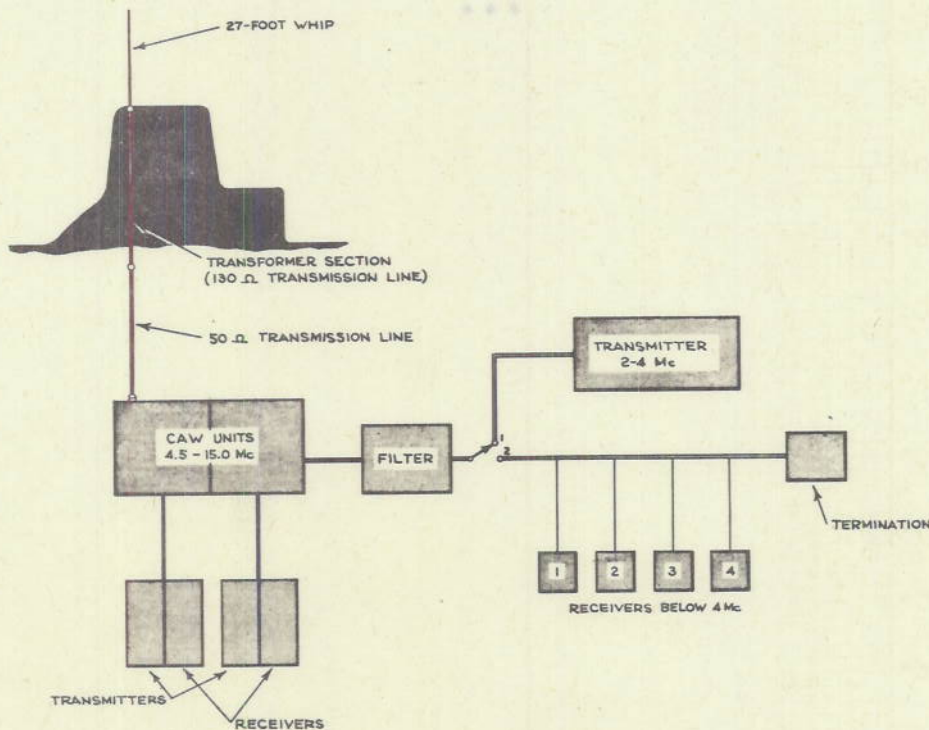 27-FOOT WHIP
TRANSFORMER SECTION
(130 Ω TRANSMISSION LINE)
50 Ω TRANSMISSION LINE
TRANSMITTER
2-4 Mc
CAW UNITS
4.5 – 15.0 Mc
FILTER
1
2
TERMINATION
1
2
3
4
RECEIVERS BELOW 4 Mc
TRANSMITTERS
RECEIVERS